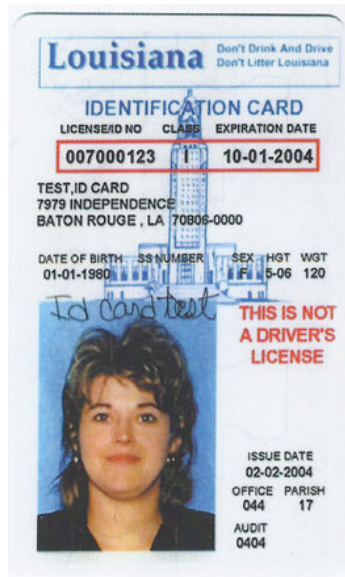 Louisiana
Don't Drink And Drive
Don't Litter Louisiana
IDENTIFICATION CARD
LICENSE/ID NO CLASS EXPIRATION DATE
007000123 I 10-01-2004
TEST,ID CARD
7979 INDEPENDENCE
BATON ROUGE , LA 70806-0000
DATE OF BIRTH SS NUMBER SEX HGT WGT
01-01-1980 F 5-06 120
Id card test
THIS IS NOT
A DRIVER'S
LICENSE
ISSUE DATE
02-02-2004
OFFICE PARISH
044 17
AUDIT
0404